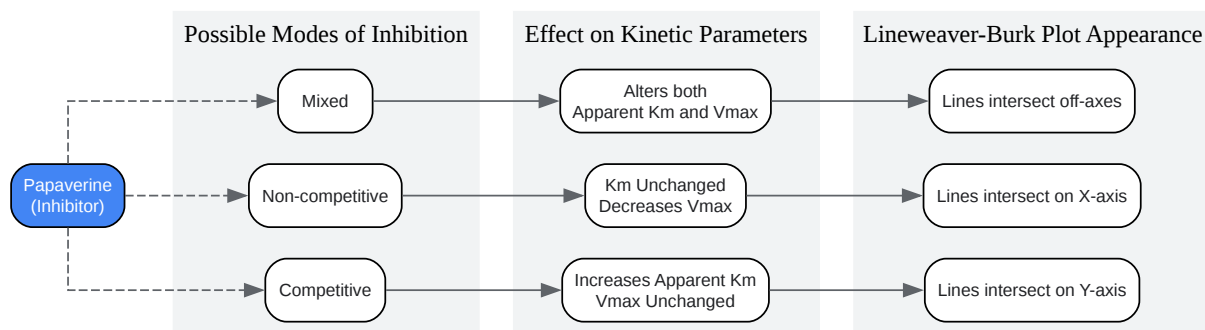 Possible Modes of Inhibition
Effect on Kinetic Parameters
Lineweaver-Burk Plot Appearance
Papaverine
(Inhibitor)
Mixed
Alters both
Apparent Km and Vmax
Lines intersect off-axes
Non-competitive
Km Unchanged
Decreases Vmax
Lines intersect on X-axis
Competitive
Increases Apparent Km
Vmax Unchanged
Lines intersect on Y-axis